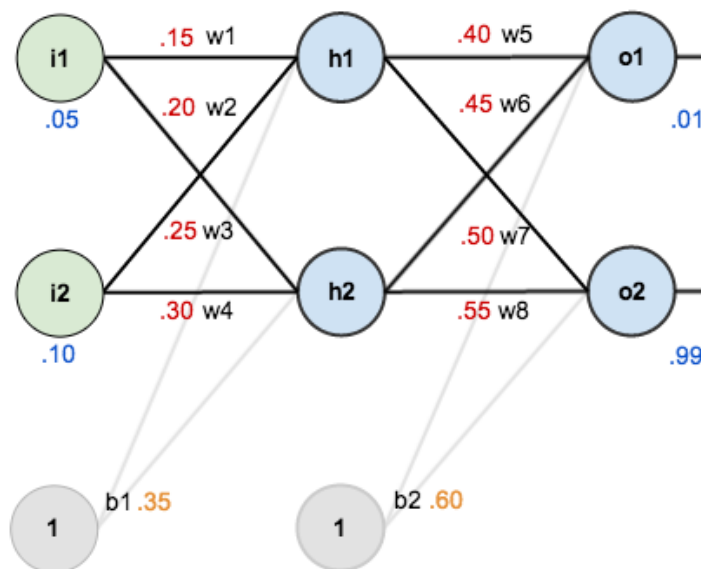 .15 w1
.40 w5
i1
h1
o1
.20 w2
.45 w6
.05
.01
.25 w3
.50 w7
i2
h2
o2
.30 w4
.55 w8
.10
.99
b1 .35
b2 .60
1
1